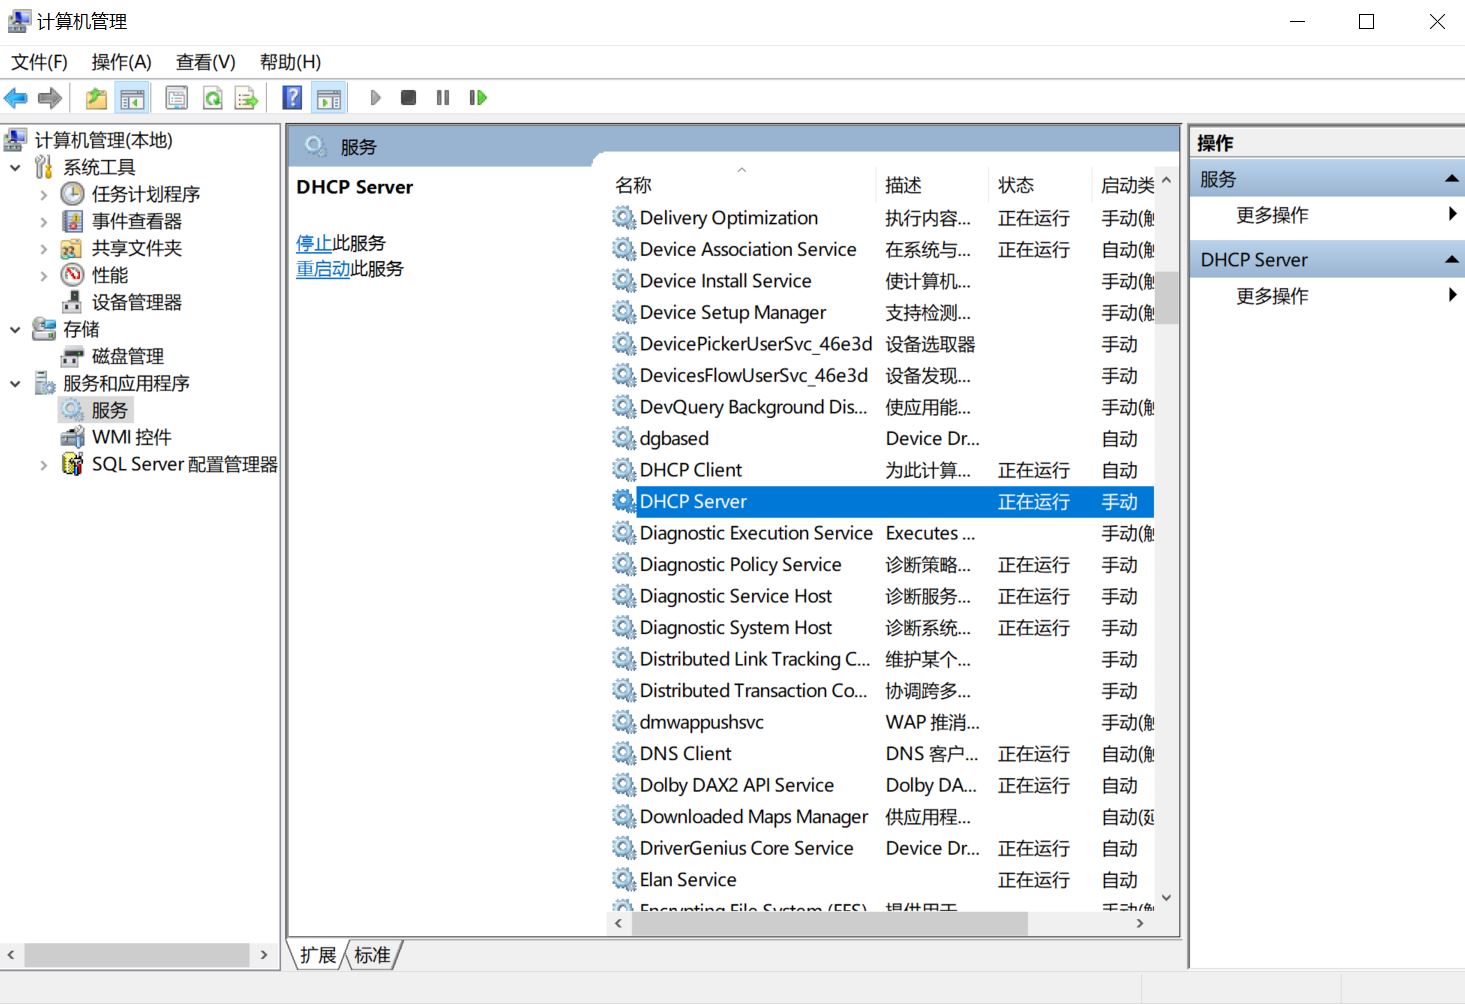 计算机管理
文件(F) 操作(A) 查看(V) 帮助(H)
计算机管理(本地)
系统工具
任务计划程序
事件查看器
共享文件夹
性能
设备管理器
存储
磁盘管理
服务和应用程序
服务
WMI 控件
SQL Server 配置管理器
服务
DHCP Server
停止此服务
重启动此服务
名称 描述 状态 启动类
Delivery Optimization 执行内容... 正在运行 手动(触
Device Association Service 在系统与... 正在运行 自动(触
Device Install Service 使计算机... 手动(触
Device Setup Manager 支持检测... 手动(触
DevicePickerUserSvc_46e3d 设备选取器 手动
DevicesFlowUserSvc_46e3d 设备发现... 手动
DevQuery Background Dis... 使应用能... 手动(触
dgbased Device Dr... 自动
DHCP Client 为此计算... 正在运行 自动
DHCP Server 正在运行 手动
Diagnostic Execution Service Executes ... 手动(触
Diagnostic Policy Service 诊断策略... 正在运行 手动
Diagnostic Service Host 诊断服务... 正在运行 手动
Diagnostic System Host 诊断系统... 正在运行 手动
Distributed Link Tracking C... 维护某个... 手动
Distributed Transaction Co... 协调跨多... 手动
dmwappushsvc WAP 推消... 手动(触
DNS Client DNS 客户... 正在运行 自动(触
Dolby DAX2 API Service Dolby DA... 正在运行 自动
Downloaded Maps Manager 供应用程... 自动(延
DriverGenius Core Service Device Dr... 正在运行 自动
Elan Service 正在运行 自动
Encrypting File System (EFS) 提供用于... 手动(触
扩展 标准
操作
服务
更多操作
DHCP Server
更多操作